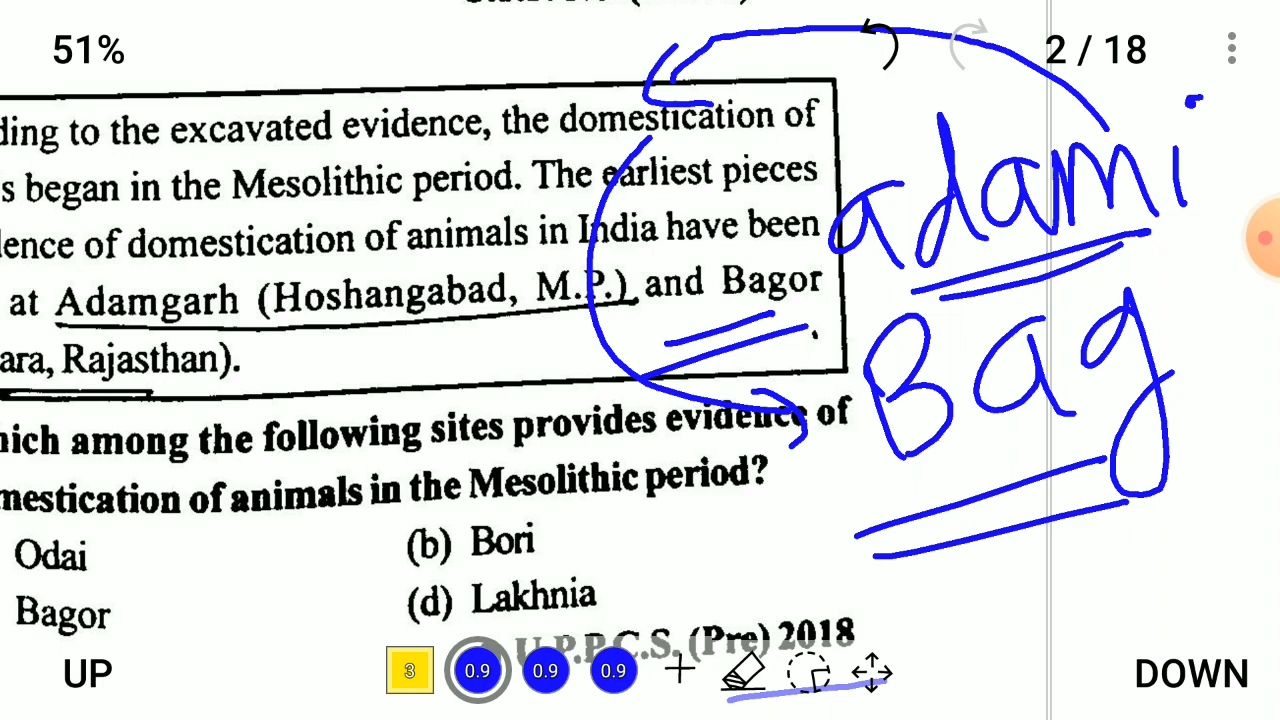 51%
2 / 18
ding to the excavated evidence, the domestication of
s began in the Mesolithic period. The earliest pieces
lence of domestication of animals in India have been
at Adamgarh (Hoshangabad, M.P.) and Bagor
ara, Rajasthan).
adami
Bag
hich among the following sites provides evidence of
mestication of animals in the Mesolithic period?
Odai
(b) Bori
Bagor
(d) Lakhnia
U.P.P.C.S. (Pre) 2018
UP
3
0.9
0.9
0.9
DOWN